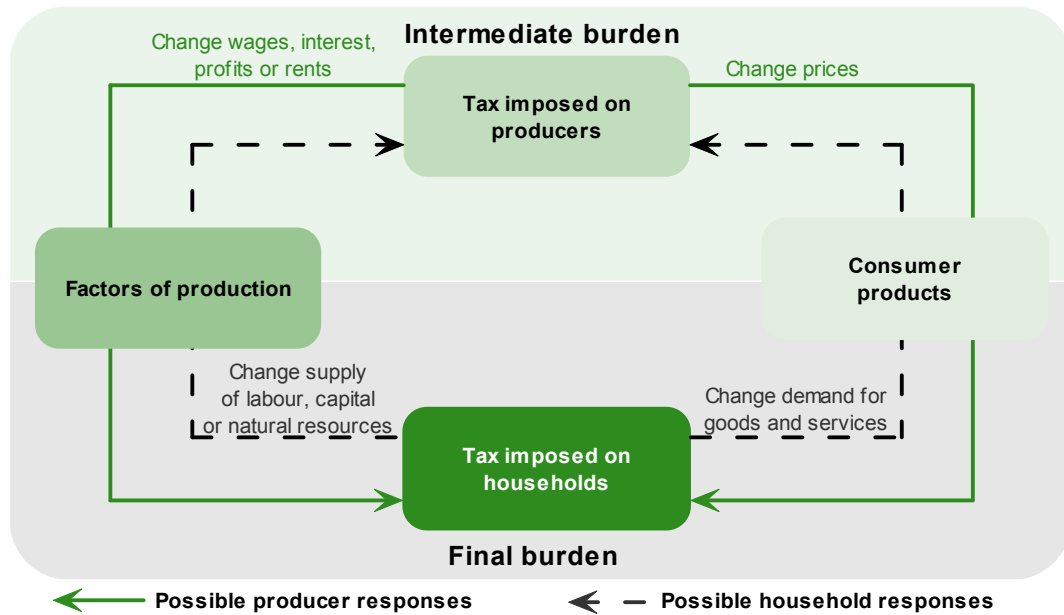 Intermediate burden
Change wages, interest,
profits or rents
Change prices
Tax imposed on
producers
Factors of production
Consumer
products
Change supply
of labour, capital
or natural resources
Change demand for
goods and services
Tax imposed on
households
Final burden
Possible producer responses
Possible household responses